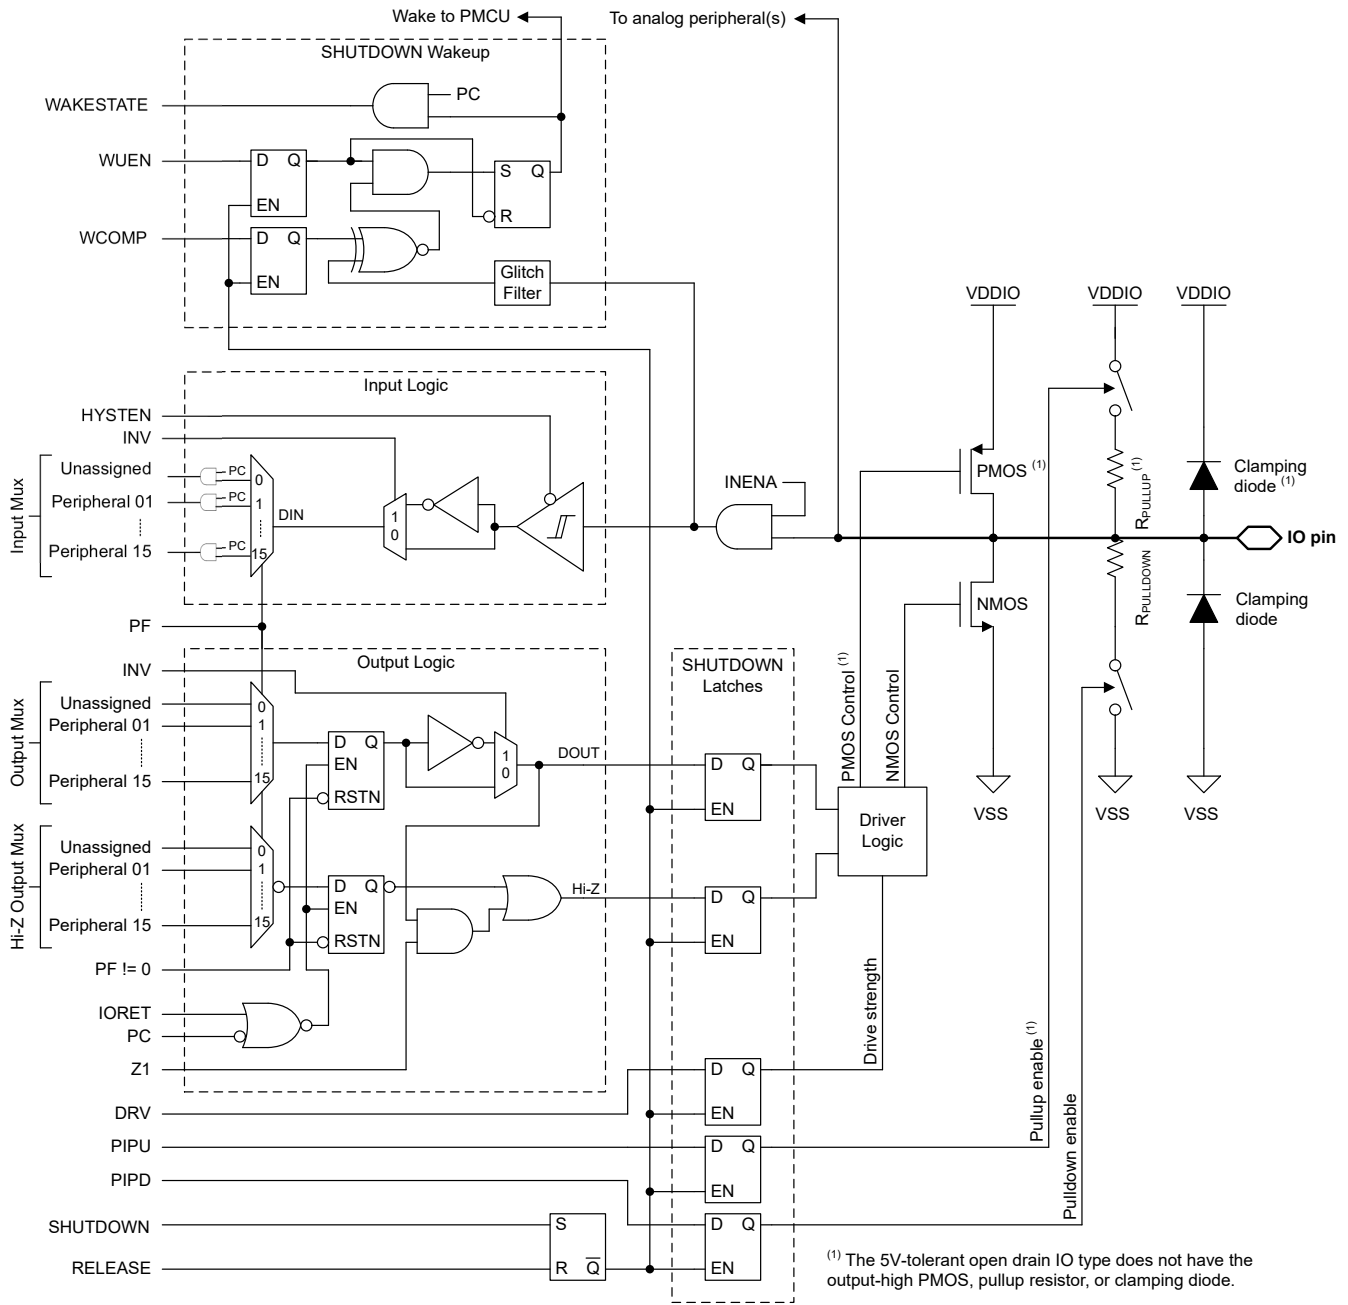 Wake to PMCU
To analog peripheral(s)
SHUTDOWN Wakeup
WAKESTATE
PC
WUEN
D Q
EN
S Q
R
WCOMP
D Q
EN
Glitch
Filter
VDDIO
VDDIO
VDDIO
Input Logic
HYSTEN
INV
Input Mux
Unassigned
Peripheral 01
Peripheral 15
PC
PC
PC
0
1
15
DIN
1
0
INENA
PMOS (1)
RPULLUP (1)
Clamping
diode (1)
IO pin
RPULLDOWN
NMOS
Clamping
diode
PF
INV
Output Logic
SHUTDOWN
Latches
PMOS Control (1)
NMOS Control
Output Mux
Unassigned
Peripheral 01
Peripheral 15
0
1
15
D Q
EN
RSTN
1
0
DOUT
D Q
EN
Driver
Logic
VSS
VSS
VSS
Hi-Z Output Mux
Unassigned
Peripheral 01
Peripheral 15
0
1
15
D Q
EN
RSTN
Hi-Z
D Q
EN
PF != 0
IORET
PC
Z1
Drive strength
Pullup enable (1)
Pulldown enable
DRV
D Q
EN
PIPU
D Q
EN
PIPD
D Q
EN
SHUTDOWN
RELEASE
S
R Q̅
(1) The 5V-tolerant open drain IO type does not have the
output-high PMOS, pullup resistor, or clamping diode.